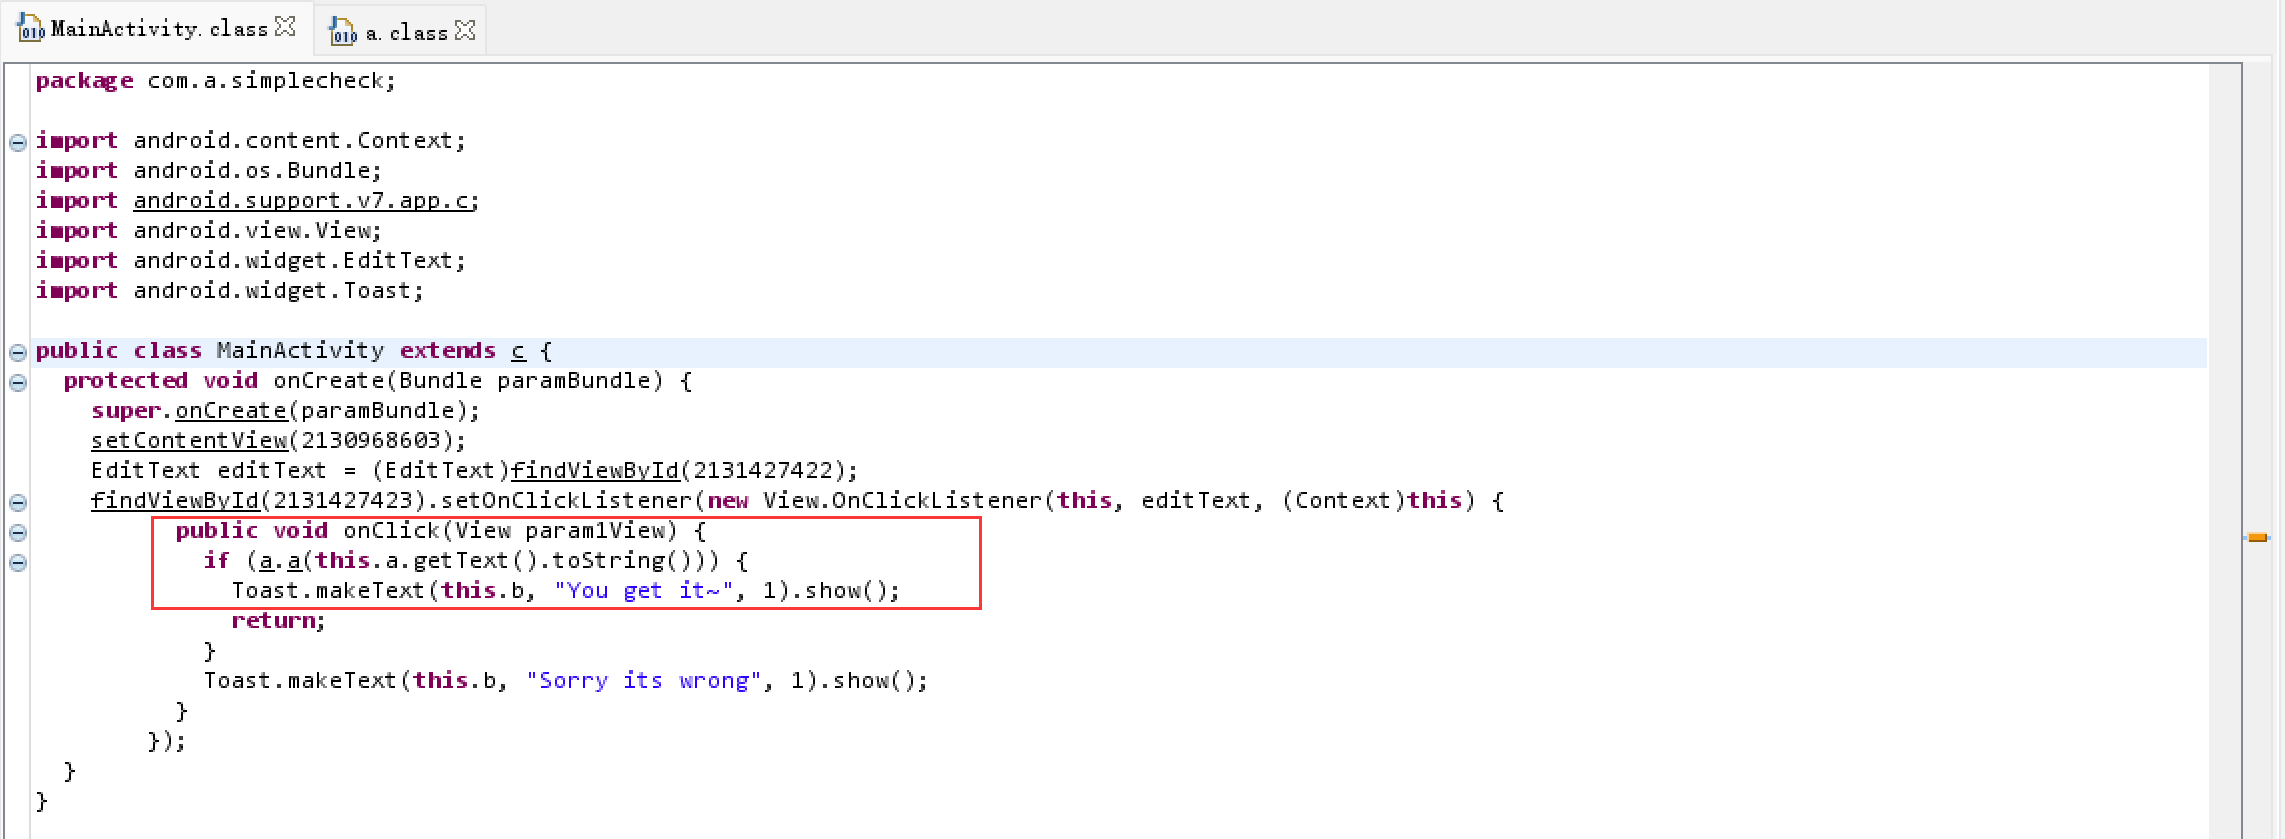 MainActivity.class a.class
package com.a.simplecheck;
import android.content.Context;
import android.os.Bundle;
import android.support.v7.app.c;
import android.view.View;
import android.widget.EditText;
import android.widget.Toast;
public class MainActivity extends c {
  protected void onCreate(Bundle paramBundle) {
    super.onCreate(paramBundle);
    setContentView(2130968603);
    EditText editText = (EditText)findViewById(2131427422);
    findViewById(2131427423).setOnClickListener(new View.OnClickListener(this, editText, (Context)this) {
          public void onClick(View param1View) {
            if (a.a(this.a.getText().toString())) {
              Toast.makeText(this.b, "You get it~", 1).show();
              return;
            }
            Toast.makeText(this.b, "Sorry its wrong", 1).show();
          }
        });
  }
}